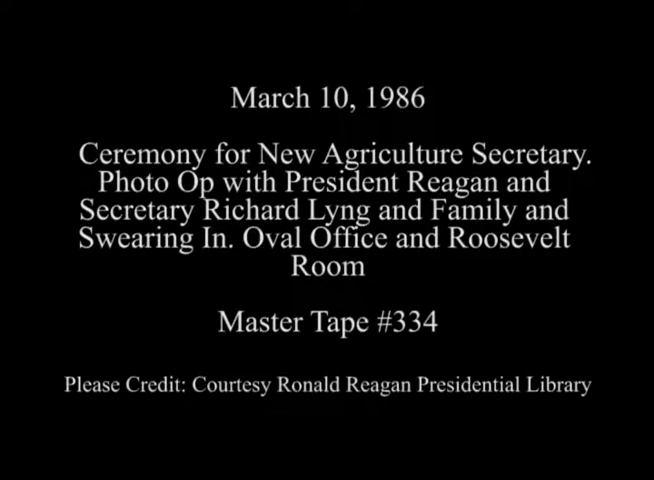 March 10, 1986
Ceremony for New Agriculture Secretary.
Photo Op with President Reagan and
Secretary Richard Lyng and Family and
Swearing In. Oval Office and Roosevelt
Room
Master Tape #334
Please Credit: Courtesy Ronald Reagan Presidential Library